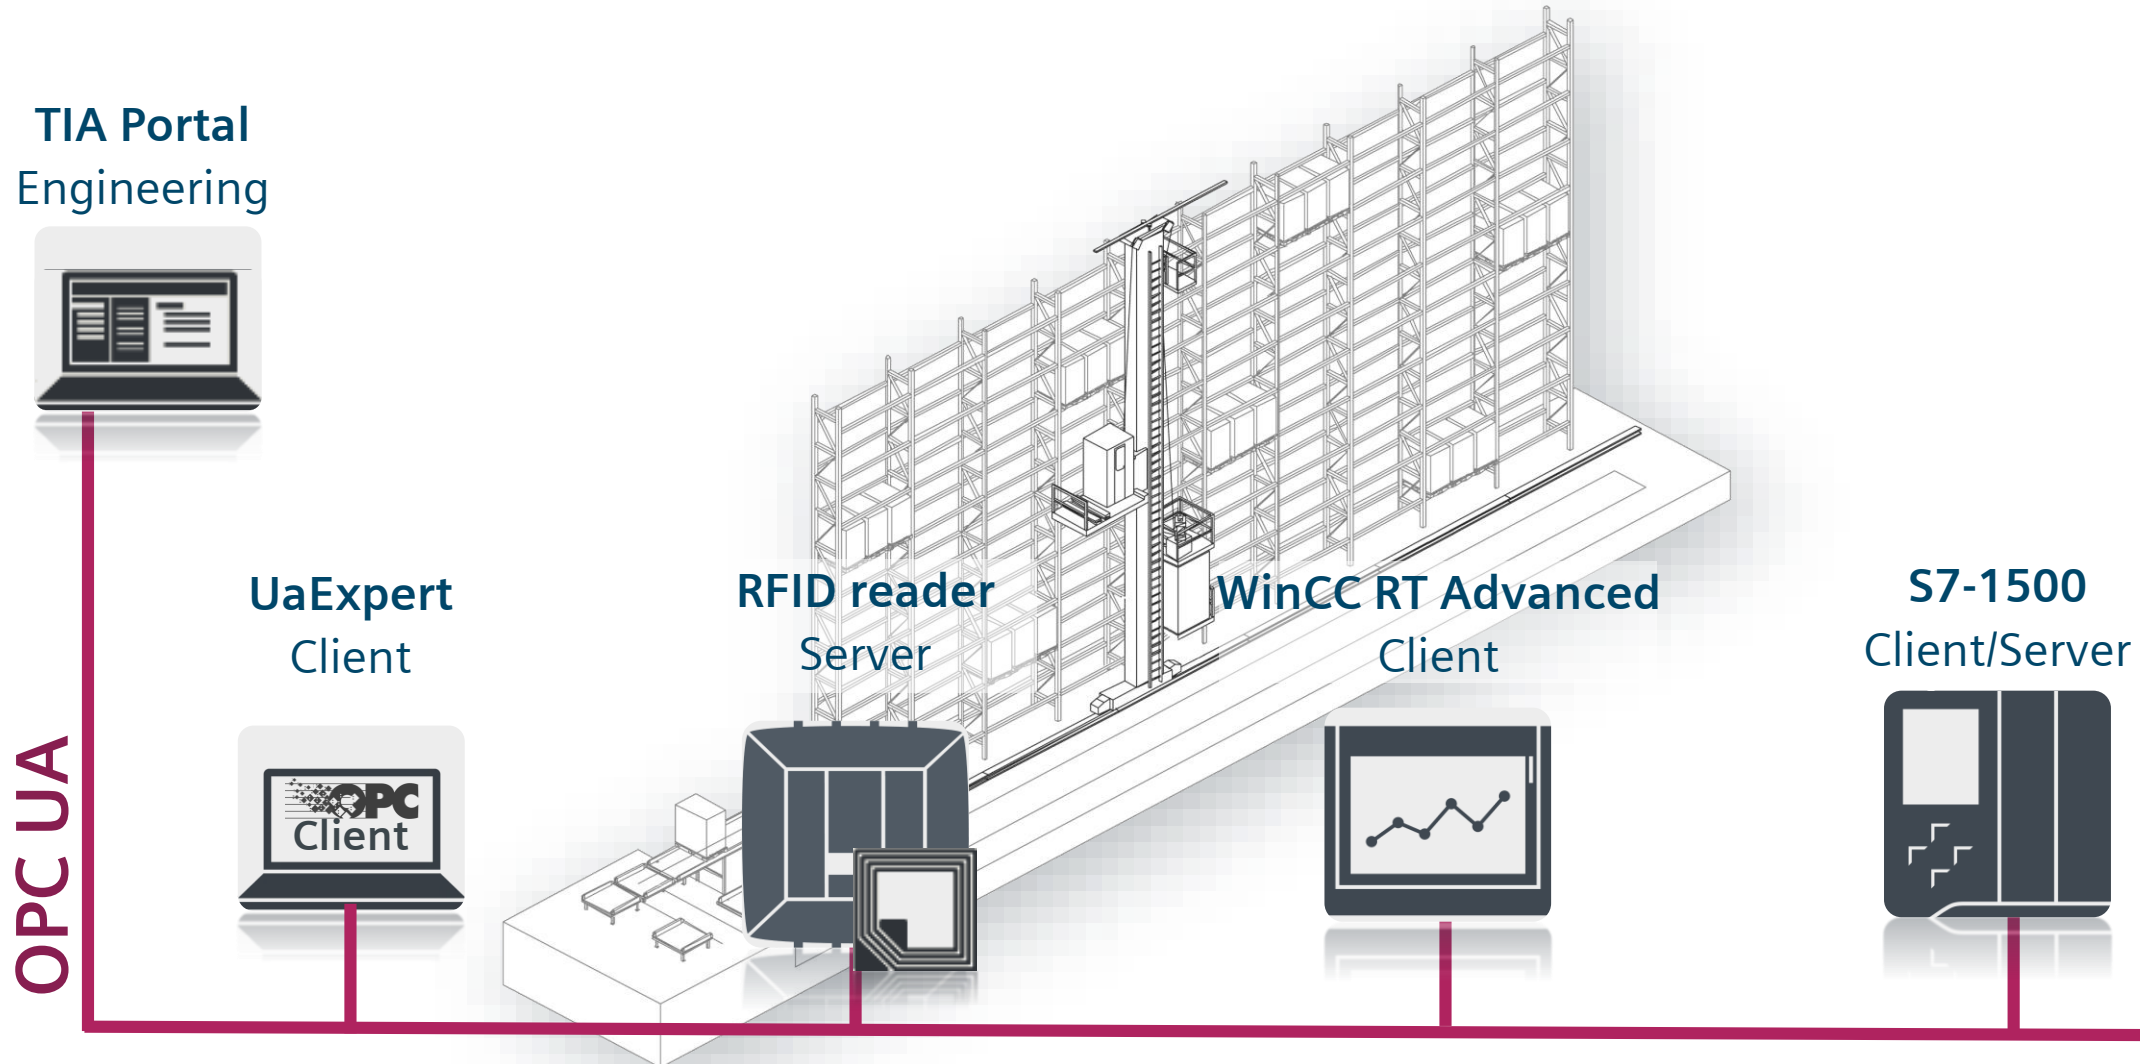 TIA Portal
Engineering
UaExpert
Client
RFID reader
Server
WinCC RT Advanced
Client
S7-1500
Client/Server
OPC
Client
OPC UA